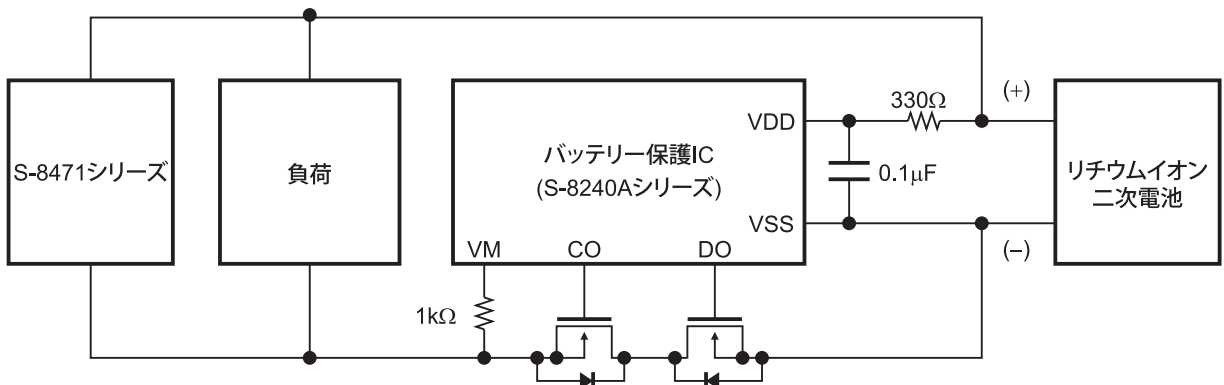 S-8471シリーズ
負荷
バッテリー保護IC
(S-8240Aシリーズ)
VDD
VSS
VM
CO
DO
330Ω
0.1μF
1kΩ
(+)
(−)
リチウムイオン
二次電池